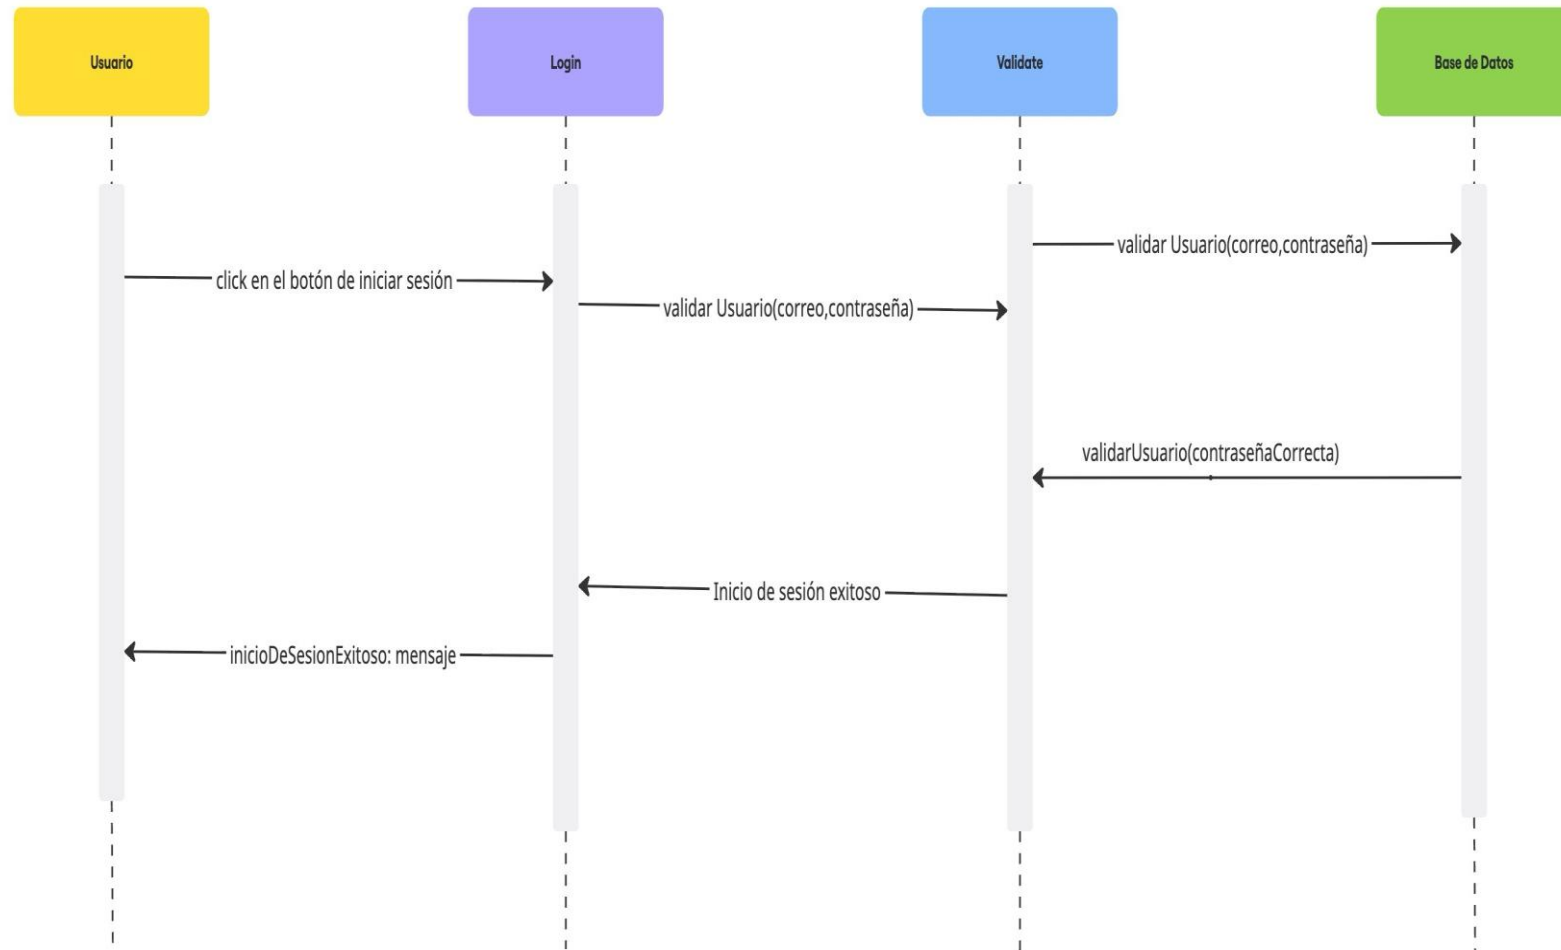 Usuario
Login
Validate
Base de Datos
validar Usuario(correo,contraseña)
click en el botón de iniciar sesión
validar Usuario(correo,contraseña)
validarUsuario(contraseñaCorrecta)
Inicio de sesión exitoso
inicioDeSesionExitoso: mensaje